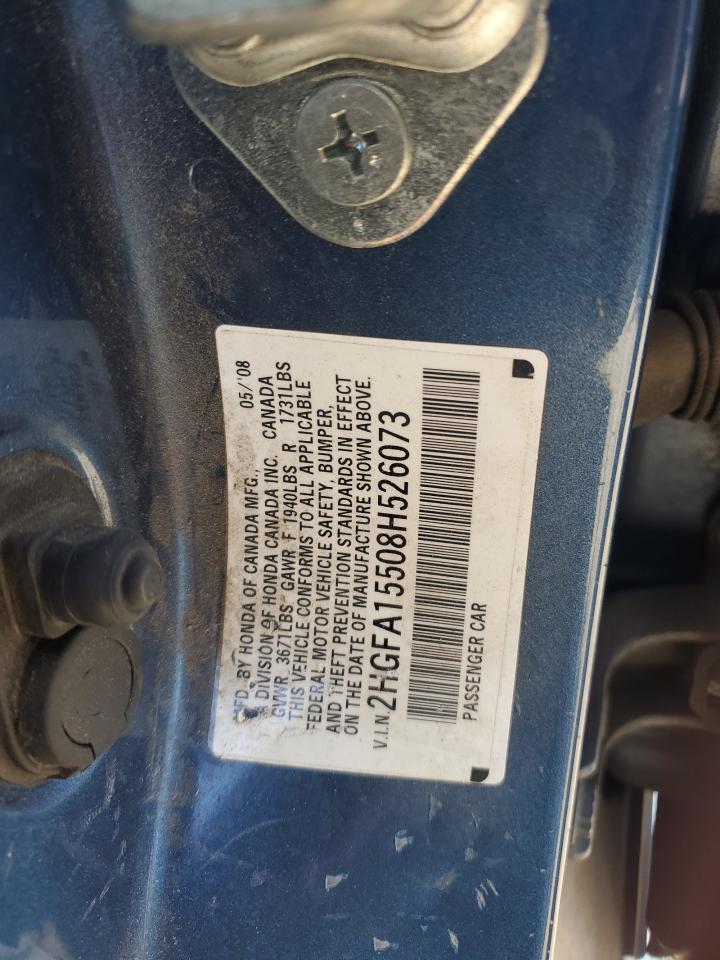 MFD. BY HONDA OF CANADA MFG., 05/'08
A DIVISION OF HONDA CANADA INC. CANADA
GVWR 3671LBS GAWR F 1940LBS R 1731LBS
THIS VEHICLE CONFORMS TO ALL APPLICABLE
FEDERAL MOTOR VEHICLE SAFETY, BUMPER,
AND THEFT PREVENTION STANDARDS IN EFFECT
ON THE DATE OF MANUFACTURE SHOWN ABOVE.
V.I.N. 2HGFA15508H526073
PASSENGER CAR